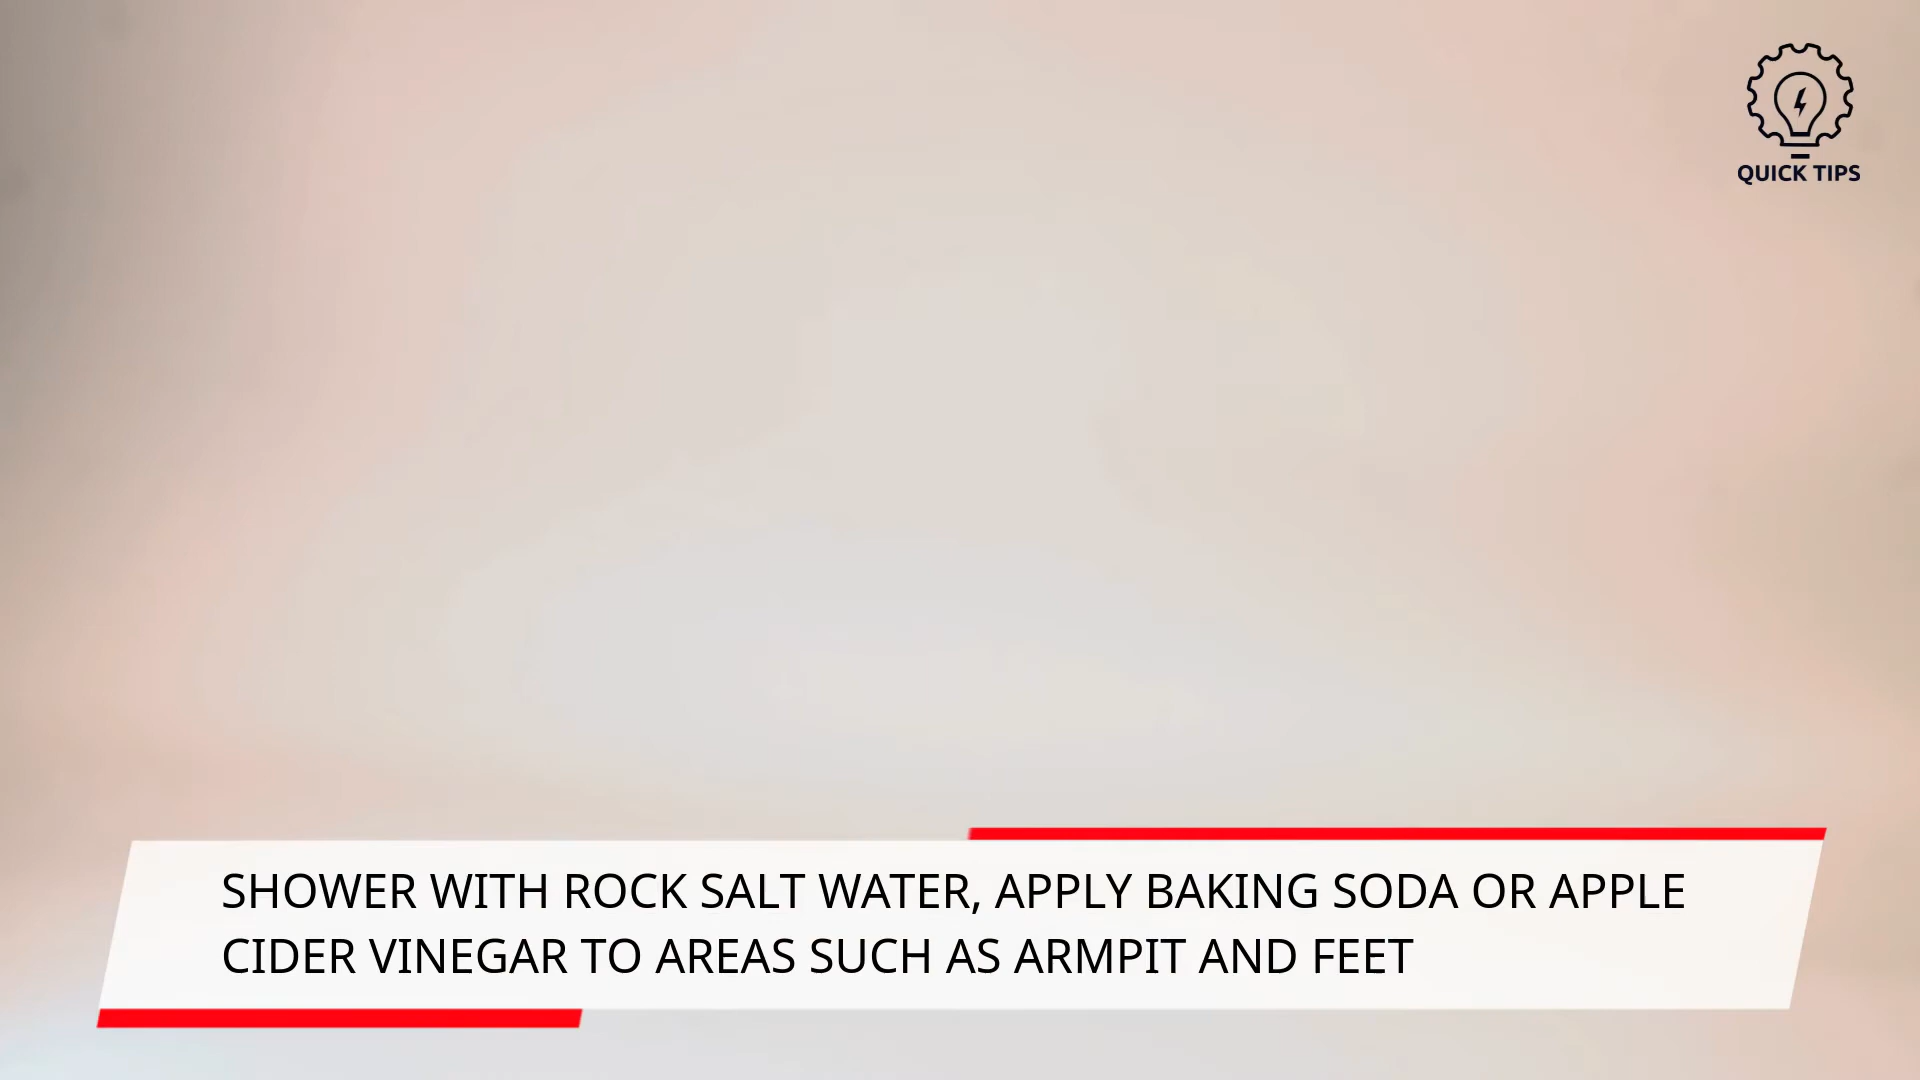 QUICK TIPS
SHOWER WITH ROCK SALT WATER, APPLY BAKING SODA OR APPLE
CIDER VINEGAR TO AREAS SUCH AS ARMPIT AND FEET